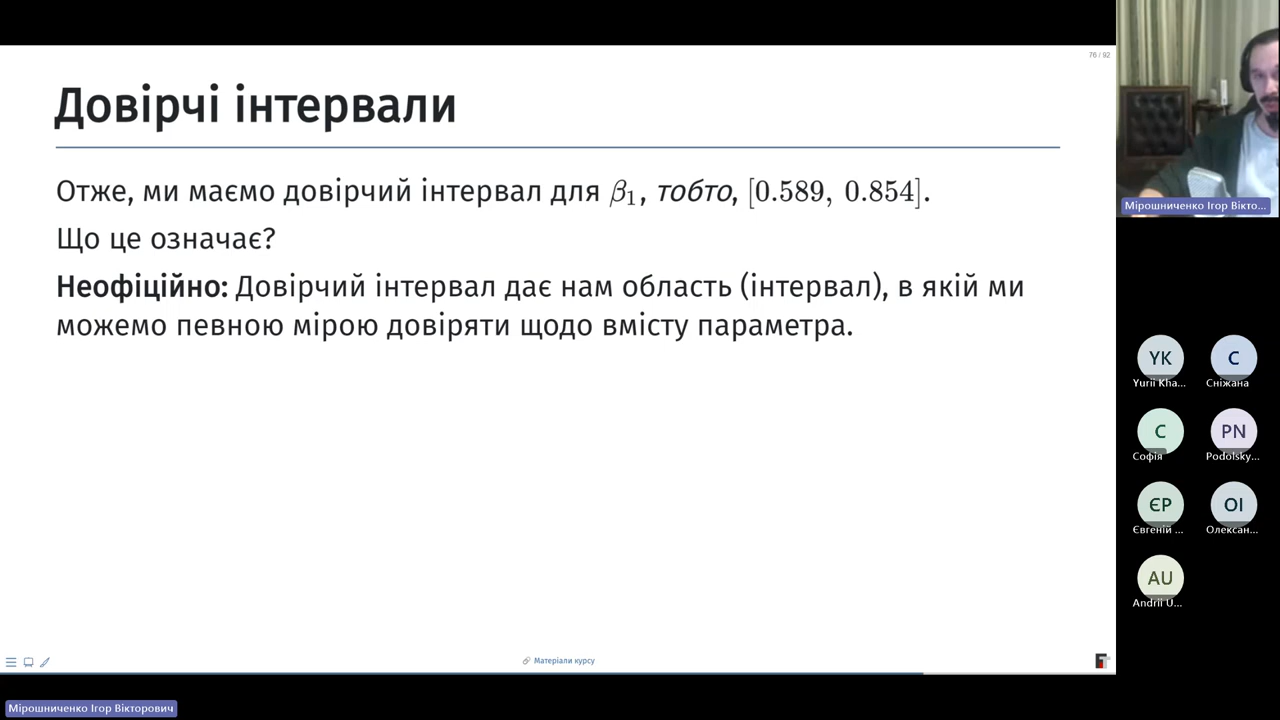 76 / 92
Довірчі інтервали
Отже, ми маємо довірчий інтервал для β₁, тобто, [0.589, 0.854].
Що це означає?
Неофіційно: Довірчий інтервал дає нам область (інтервал), в якій ми
можемо певною мірою довіряти щодо вмісту параметра.
Матеріали курсу
Мірошниченко Ігор Вікторович
Мірошниченко Ігор Вікто...
YK
Yurii Kha...
С
Сніжана
С
Софія
PN
Podolsky...
ЄР
Євгеній ...
ОІ
Олексан...
AU
Andrii U...